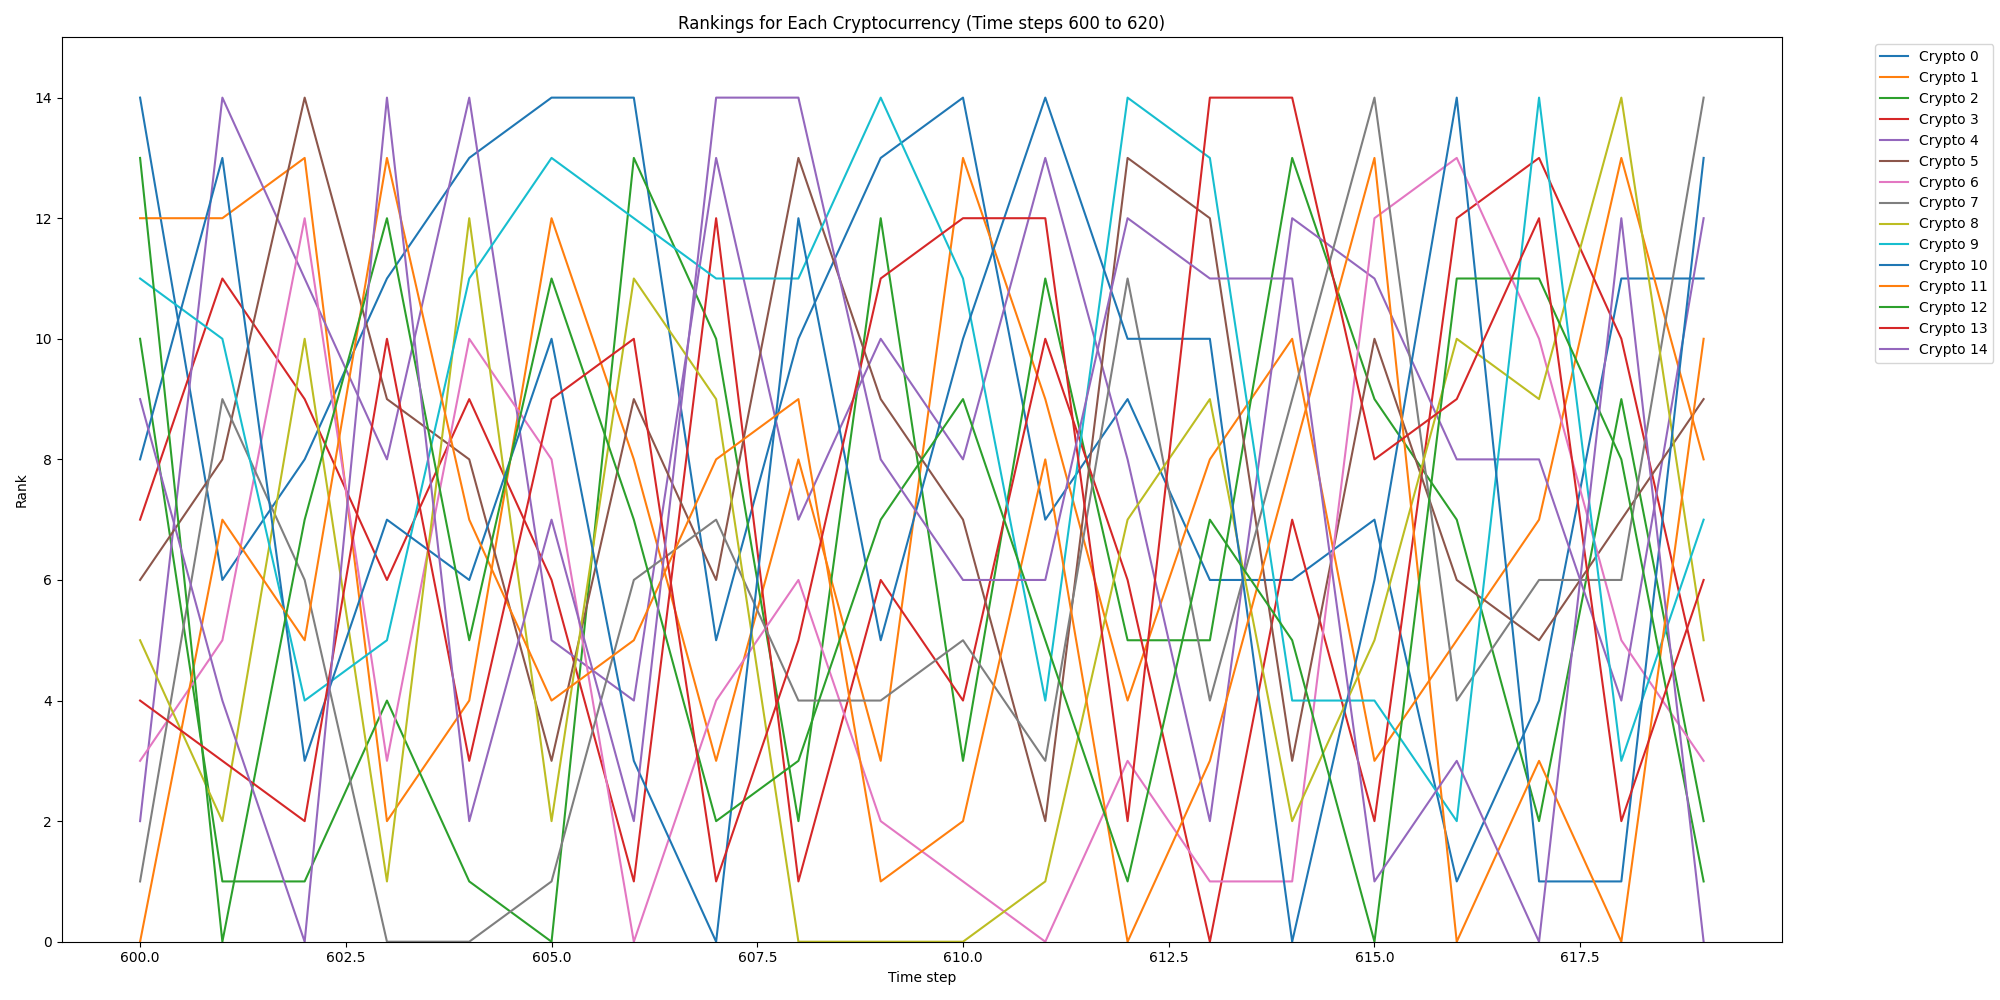 Rankings for Each Cryptocurrency (Time steps 600 to 620)
Rank
14
12
10
8
6
4
2
0
600.0 602.5 605.0 607.5 610.0 612.5 615.0 617.5
Time step
Crypto 0
Crypto 1
Crypto 2
Crypto 3
Crypto 4
Crypto 5
Crypto 6
Crypto 7
Crypto 8
Crypto 9
Crypto 10
Crypto 11
Crypto 12
Crypto 13
Crypto 14